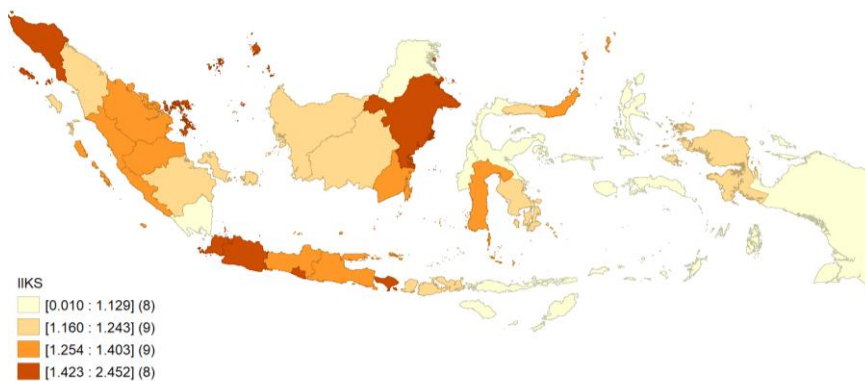 IIKS
[0.010 : 1.129] (8)
[1.160 : 1.243] (9)
[1.254 : 1.403] (9)
[1.423 : 2.452] (8)